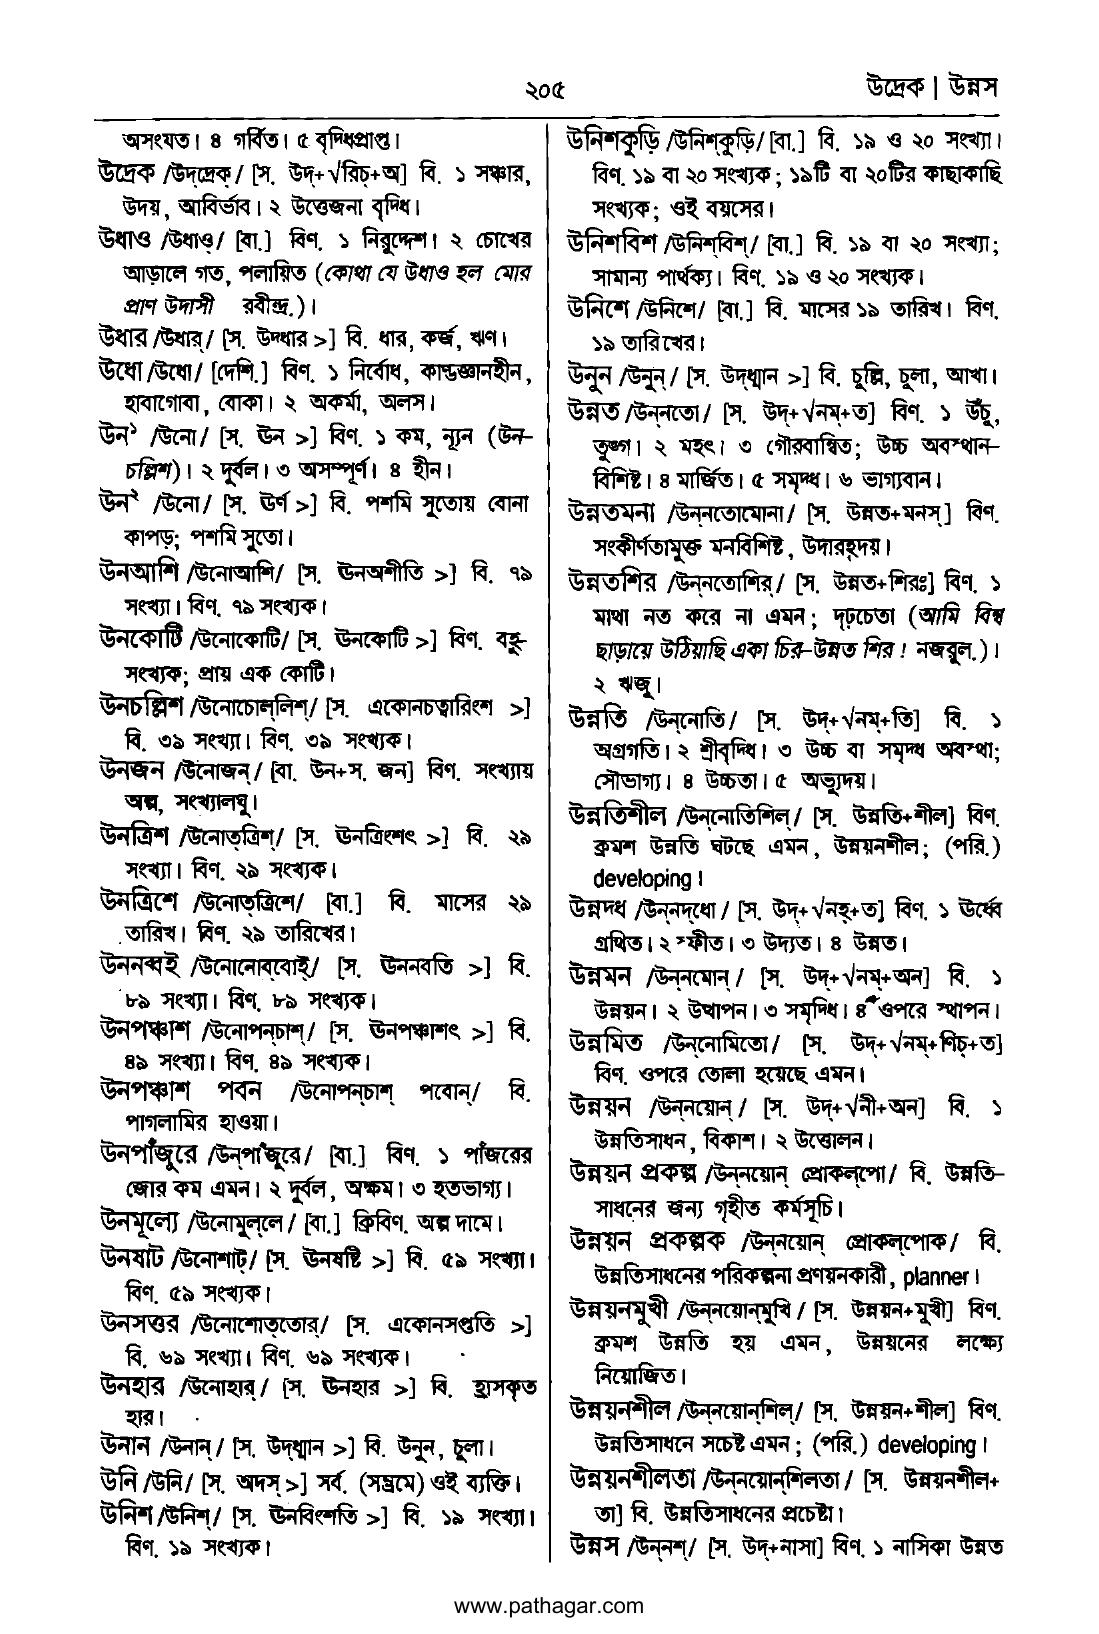 ২০৫
উদ্রেক | উন্নস
অসংযত। ৪ গর্বিত। ৫ বৃদ্ধিপ্রাপ্ত।
উদ্রেক /উদ্‌দ্রেক্/ [স. উদ্+√রিচ্+অ] বি. ১ সঞ্চার,
উদয়, আবির্ভাব। ২ উত্তেজনা বৃদ্ধি।
উধাও /উধাও্/ [বা.] বিণ. ১ নিরুদ্দেশ। ২ চোখের
আড়ালে গত, পলায়িত (কোথা যে উধাও হল মোর
প্রাণ উদাসী রবীন্দ্র.)।
উধার /উধার্/ [স. উদ্ধার >] বি. ধার, কর্জ, ঋণ।
উধো /উধো/ [দেশি.] বিণ. ১ নির্বোধ, কাণ্ডজ্ঞানহীন,
হাবাগোবা, বোকা। ২ অকর্মা, অলস।
উন১ /উনো/ [স. ঊন >] বিণ. ১ কম, ন্যূন (উন–
চল্লিশ)। ২ দুর্বল। ৩ অসম্পূর্ণ। ৪ হীন।
উন২ /উনো/ [স. ঊর্ণ >] বি. পশমি সুতোয় বোনা
কাপড়; পশমি সুতো।
উনআশি /উনোআশি/ [স. ঊনঅশীতি >] বি. ৭৯
সংখ্যা। বিণ. ৭৯ সংখ্যক।
উনকোটি /উনোকোটি/ [স. ঊনকোটি >] বিণ. বহু–
সংখ্যক; প্রায় এক কোটি।
উনচল্লিশ /উনোচোল্‌লিশ্/ [স. একোনচত্বারিংশ >]
বি. ৩৯ সংখ্যা। বিণ. ৩৯ সংখ্যক।
উনজন /উনোজন্/ [বা. উন+স. জন] বিণ. সংখ্যায়
অল্প, সংখ্যালঘু।
উনত্রিশ /উনোত্‌ত্রিশ্/ [স. ঊনত্রিংশৎ >] বি. ২৯
সংখ্যা। বিণ. ২৯ সংখ্যক।
উনত্রিশে /উনোত্‌ত্রিশে/ [বা.] বি. মাসের ২৯
তারিখ। বিণ. ২৯ তারিখের।
উননব্বই /উনোনোব্‌বোই্/ [স. ঊননবতি >] বি.
৮৯ সংখ্যা। বিণ. ৮৯ সংখ্যক।
উনপঞ্চাশ /উনোপন্‌চাশ্/ [স. ঊনপঞ্চাশৎ >] বি.
৪৯ সংখ্যা। বিণ. ৪৯ সংখ্যক।
উনপঞ্চাশ পবন /উনোপন্‌চাশ্ পবোন্/ বি.
পাগলামির হাওয়া।
উনপাঁজুরে /উন্‌পাঁজুরে/ [বা.] বিণ. ১ পাঁজরের
জোর কম এমন। ২ দুর্বল, অক্ষম। ৩ হতভাগ্য।
উনমূল্যে /উনোমুল্‌লে/ [বা.] ক্রিবিণ. অল্প দামে।
উনষাট /উনোশাট্/ [স. ঊনষষ্টি >] বি. ৫৯ সংখ্যা।
বিণ. ৫৯ সংখ্যক।
উনসত্তর /উনোশোত্‌তোর্/ [স. একোনসপ্ততি >]
বি. ৬৯ সংখ্যা। বিণ. ৬৯ সংখ্যক।
উনহার /উনোহার্/ [স. ঊনহার >] বি. হ্রাসকৃত
হার।
উনান /উনান্/ [স. উদ্‌ধ্মান >] বি. উনুন, চুলা।
উনি /উনি/ [স. অদস্ >] সর্ব. (সম্ভ্রমে) ওই ব্যক্তি।
উনিশ /উনিশ্/ [স. ঊনবিংশতি >] বি. ১৯ সংখ্যা।
বিণ. ১৯ সংখ্যক।
উনিশকুড়ি /উনিশ্‌কুড়ি/ [বা.] বি. ১৯ ও ২০ সংখ্যা।
বিণ. ১৯ বা ২০ সংখ্যক; ১৯টি বা ২০টির কাছাকাছি
সংখ্যক; ওই বয়সের।
উনিশবিশ /উনিশ্‌বিশ্/ [বা.] বি. ১৯ বা ২০ সংখ্যা;
সামান্য পার্থক্য। বিণ. ১৯ ও ২০ সংখ্যক।
উনিশে /উনিশে/ [বা.] বি. মাসের ১৯ তারিখ। বিণ.
১৯ তারিখের।
উনুন /উনুন্/ [স. উদ্‌ধ্মান >] বি. চুল্লি, চুলা, আখা।
উন্নত /উন্‌নতো/ [স. উদ্+√নম্+ত] বিণ. ১ উঁচু,
তুঙ্গ। ২ মহৎ। ৩ গৌরবান্বিত; উচ্চ অবস্থান–
বিশিষ্ট। ৪ মার্জিত। ৫ সমৃদ্ধ। ৬ ভাগ্যবান।
উন্নতমনা /উন্‌নতোমোনা/ [স. উন্নত+মনস্] বিণ.
সংকীর্ণতামুক্ত মনবিশিষ্ট, উদারহৃদয়।
উন্নতশির /উন্‌নতোশির্/ [স. উন্নত+শিরঃ] বিণ. ১
মাথা নত করে না এমন; দৃঢ়চেতা (আমি বিশ্ব
ছাড়ায়ে উঠিয়াছি একা চির–উন্নত শির! নজরুল.)।
২ ঋজু।
উন্নতি /উন্‌নোতি/ [স. উদ্+√নম্+তি] বি. ১
অগ্রগতি। ২ শ্রীবৃদ্ধি। ৩ উচ্চ বা সমৃদ্ধ অবস্থা;
সৌভাগ্য। ৪ উচ্চতা। ৫ অভ্যুদয়।
উন্নতিশীল /উন্‌নোতিশিল্/ [স. উন্নতি+শীল] বিণ.
ক্রমশ উন্নতি ঘটছে এমন, উন্নয়নশীল; (পরি.)
developing।
উন্নদ্ধ /উন্‌নদ্‌ধো/ [স. উদ্+√নহ্+ত] বিণ. ১ ঊর্ধ্বে
গ্রথিত। ২ স্ফীত। ৩ উদ্যত। ৪ উন্নত।
উন্নমন /উন্‌নমোন্/ [স. উদ্+√নম্+অন] বি. ১
উন্নয়ন। ২ উত্থাপন। ৩ সমৃদ্ধি। ৪ ওপরে স্থাপন।
উন্নমিত /উন্‌নোমিতো/ [স. উদ্+√নম্+ণিচ্+ত]
বিণ. ওপরে তোলা হয়েছে এমন।
উন্নয়ন /উন্‌নয়োন্/ [স. উদ্+√নী+অন] বি. ১
উন্নতিসাধন, বিকাশ। ২ উত্তোলন।
উন্নয়ন প্রকল্প /উন্‌নয়োন্ প্রোকল্‌পো/ বি. উন্নতি–
সাধনের জন্য গৃহীত কর্মসূচি।
উন্নয়ন প্রকল্পক /উন্‌নয়োন্ প্রোকল্‌পোক/ বি.
উন্নতিসাধনের পরিকল্পনা প্রণয়নকারী, planner।
উন্নয়নমুখী /উন্‌নয়োন্‌মুখি/ [স. উন্নয়ন+মুখী] বিণ.
ক্রমশ উন্নতি হয় এমন, উন্নয়নের লক্ষ্যে
নিয়োজিত।
উন্নয়নশীল /উন্‌নয়োন্‌শিল্/ [স. উন্নয়ন+শীল] বিণ.
উন্নতিসাধনে সচেষ্ট এমন; (পরি.) developing।
উন্নয়নশীলতা /উন্‌নয়োন্‌শিলতা/ [স. উন্নয়নশীল+
তা] বি. উন্নতিসাধনের প্রচেষ্টা।
উন্নস /উন্‌নশ্/ [স. উদ্+নাসা] বিণ. ১ নাসিকা উন্নত
www.pathagar.com